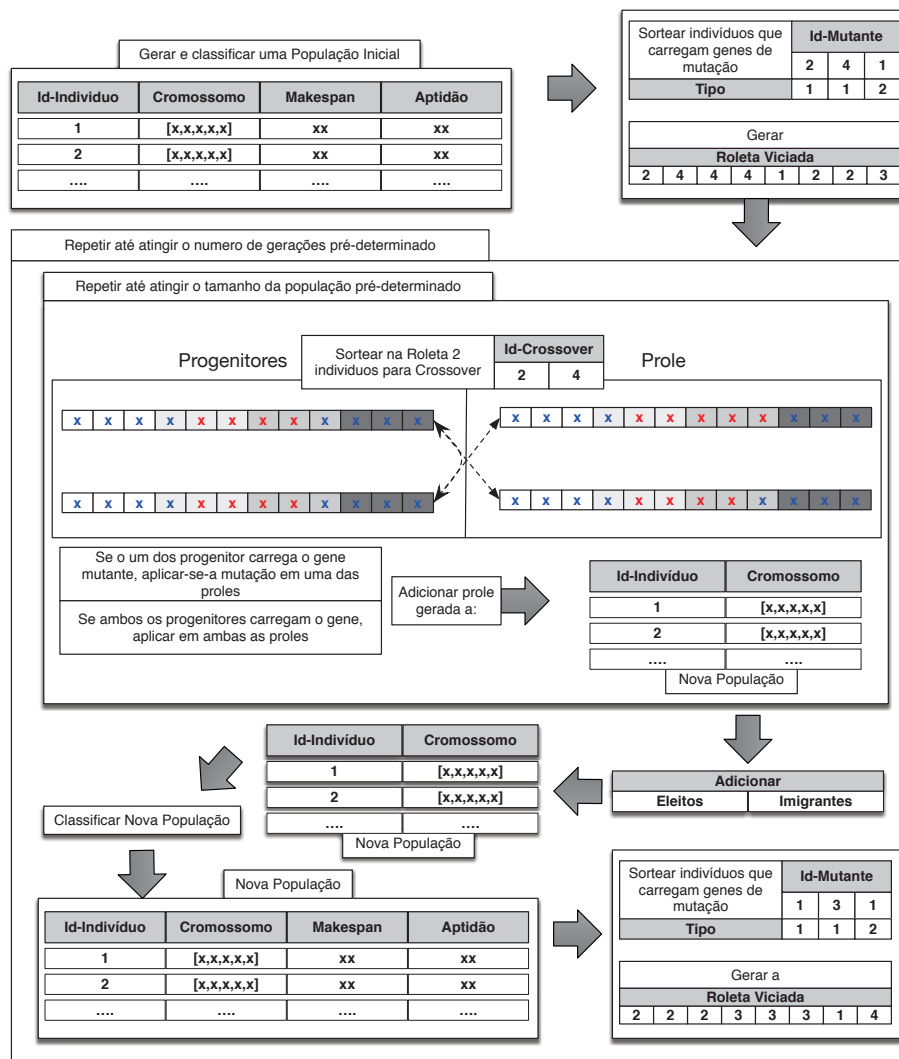 Gerar e classificar uma População Inicial
Id-Individuo Cromossomo Makespan Aptidão
1 [x,x,x,x,x] xx xx
2 [x,x,x,x,x] xx xx
.... .... .... ....
Sortear indivíduos que
carregam genes de
mutação
Id-Mutante
2 4 1
Tipo 1 1 2
Gerar
Roleta Viciada
2 4 4 4 1 2 2 3
Repetir até atingir o numero de gerações pré-determinado
Repetir até atingir o tamanho da população pré-determinado
Progenitores
Sortear na Roleta 2
individuos para Crossover
Id-Crossover
2 4
Prole
x x x x x x x x x x x x
x x x x x x x x x x x x
x x x x x x x x x x x x
x x x x x x x x x x x x
Se o um dos progenitor carrega o gene
mutante, aplicar-se-a mutação em uma das
proles
Se ambos os progenitores carregam o gene,
aplicar em ambas as proles
Adicionar prole
gerada a:
Id-Indivíduo Cromossomo
1 [x,x,x,x,x]
2 [x,x,x,x,x]
.... ....
Nova População
Adicionar
Eleitos Imigrantes
Id-Indivíduo Cromossomo
1 [x,x,x,x,x]
2 [x,x,x,x,x]
.... ....
Nova População
Classificar Nova População
Nova População
Id-Indivíduo Cromossomo Makespan Aptidão
1 [x,x,x,x,x] xx xx
2 [x,x,x,x,x] xx xx
.... .... .... ....
Sortear indivíduos que
carregam genes de
mutação
Id-Mutante
1 3 1
Tipo 1 1 2
Gerar a
Roleta Viciada
2 2 2 3 3 3 1 4